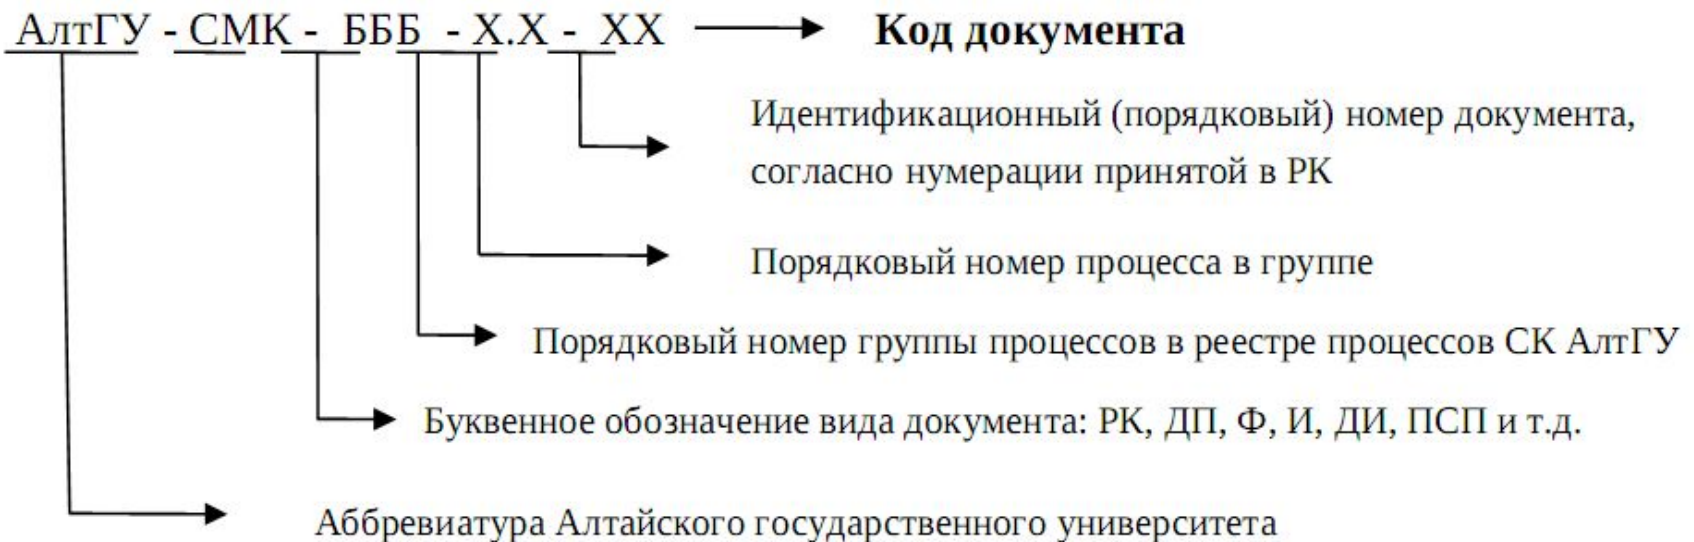 АлтГУ - СМК - БББ - Х.Х - ХХ Код документа
Идентификационный (порядковый) номер документа,
согласно нумерации принятой в РК
Порядковый номер процесса в группе
Порядковый номер группы процессов в реестре процессов СК АлтГУ
Буквенное обозначение вида документа: РК, ДП, Ф, И, ДИ, ПСП и т.д.
Аббревиатура Алтайского государственного университета